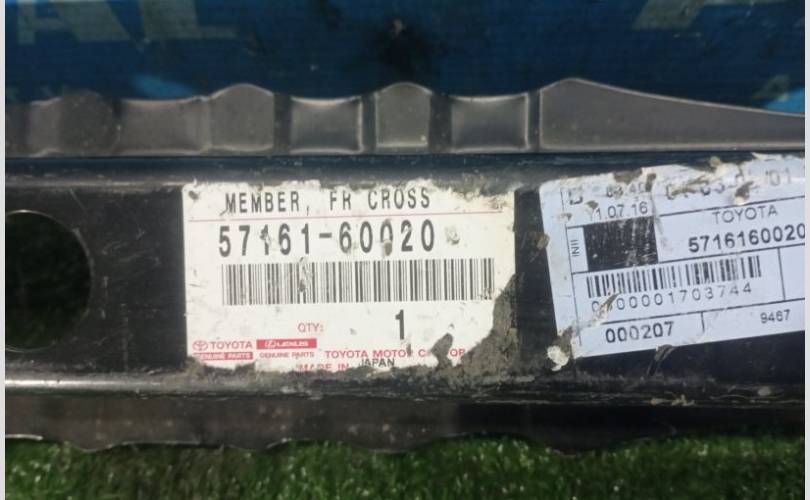 MEMBER, FR CROSS
57161-60020
QTY:
1
TOYOTA
GENUINE PARTS
LEXUS
GENUINE PARTS
TOYOTA MOTOR
MADE IN JAPAN
11.07.16
TOYOTA
5716160020
000207
9467